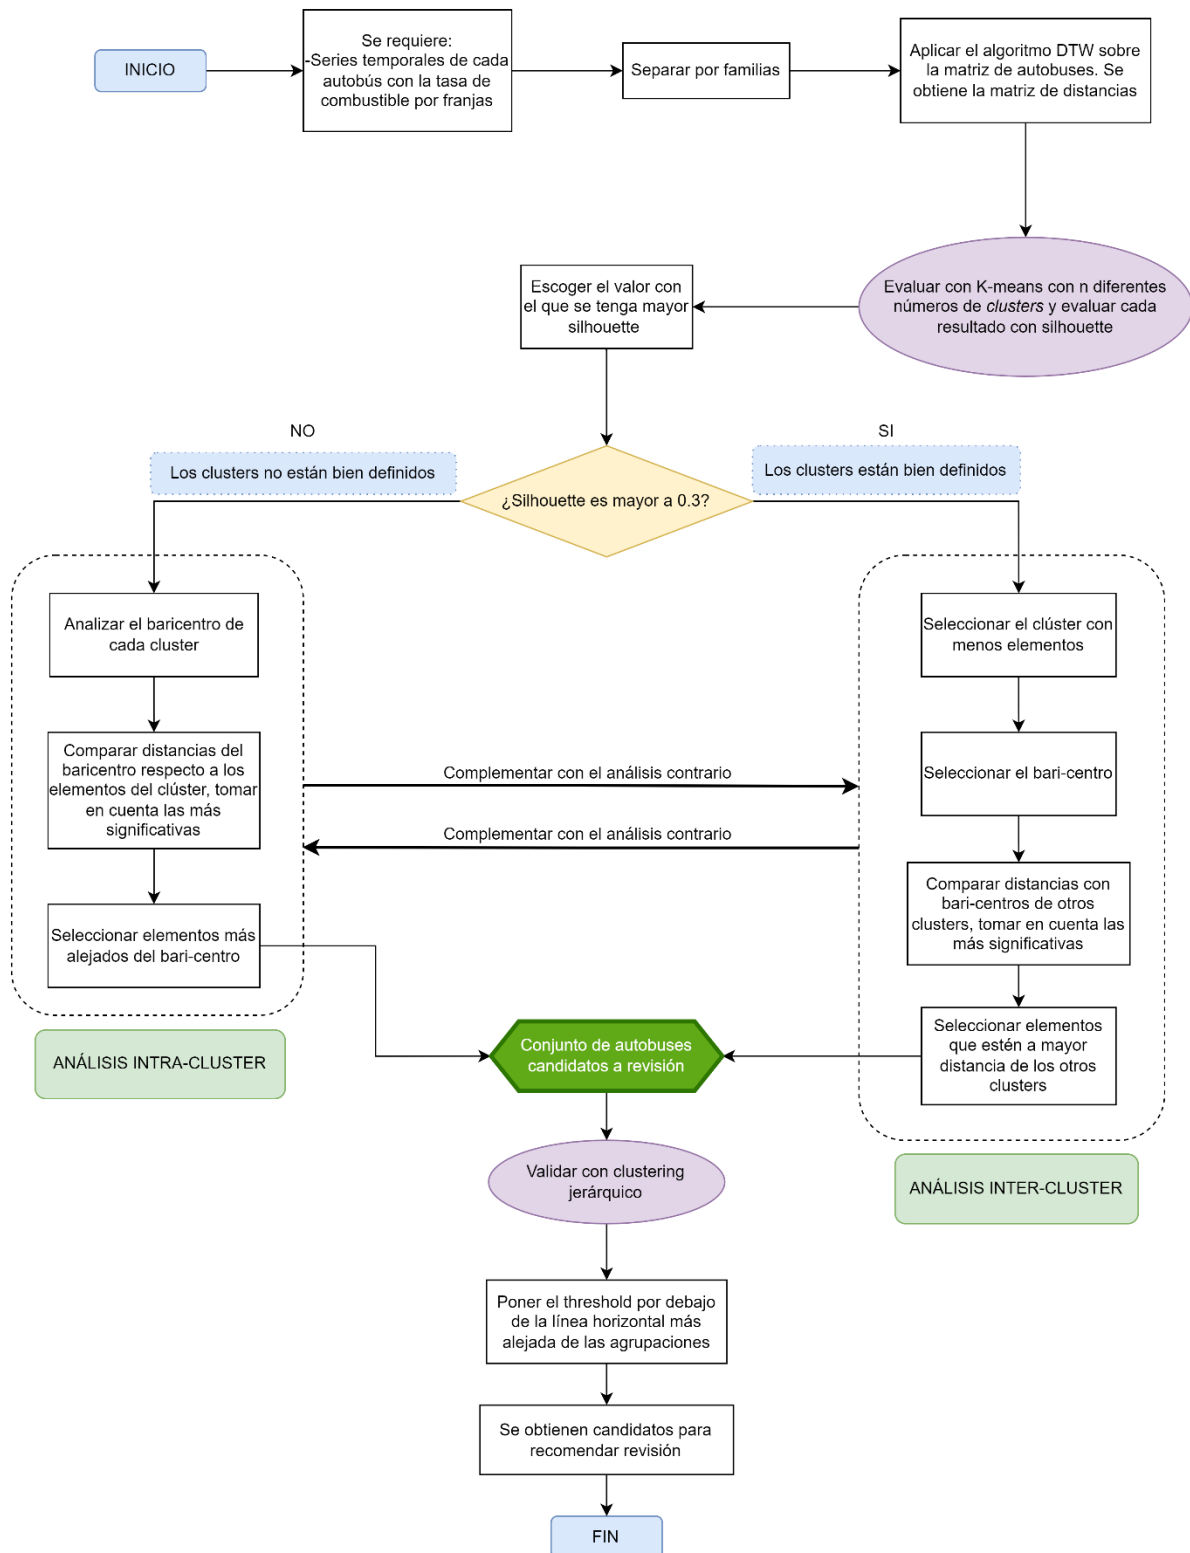 INICIO
Se requiere:
-Series temporales de cada
autobús con la tasa de
combustible por franjas
Separar por familias
Aplicar el algoritmo DTW sobre
la matriz de autobuses. Se
obtiene la matriz de distancias
Evaluar con K-means con n diferentes
números de clusters y evaluar cada
resultado con silhouette
Escoger el valor con
el que se tenga mayor
silhouette
NO
SI
Los clusters no están bien definidos
Los clusters están bien definidos
¿Silhouette es mayor a 0.3?
Analizar el baricentro de
cada cluster
Comparar distancias del
baricentro respecto a los
elementos del clúster, tomar
en cuenta las más
significativas
Seleccionar elementos más
alejados del bari-centro
ANÁLISIS INTRA-CLUSTER
Complementar con el análisis contrario
Complementar con el análisis contrario
Seleccionar el clúster con
menos elementos
Seleccionar el bari-centro
Comparar distancias con
bari-centros de otros
clusters, tomar en cuenta las
más significativas
Seleccionar elementos
que estén a mayor
distancia de los otros
clusters
ANÁLISIS INTER-CLUSTER
Conjunto de autobuses
candidatos a revisión
Validar con clustering
jerárquico
Poner el threshold por debajo
de la línea horizontal más
alejada de las agrupaciones
Se obtienen candidatos para
recomendar revisión
FIN